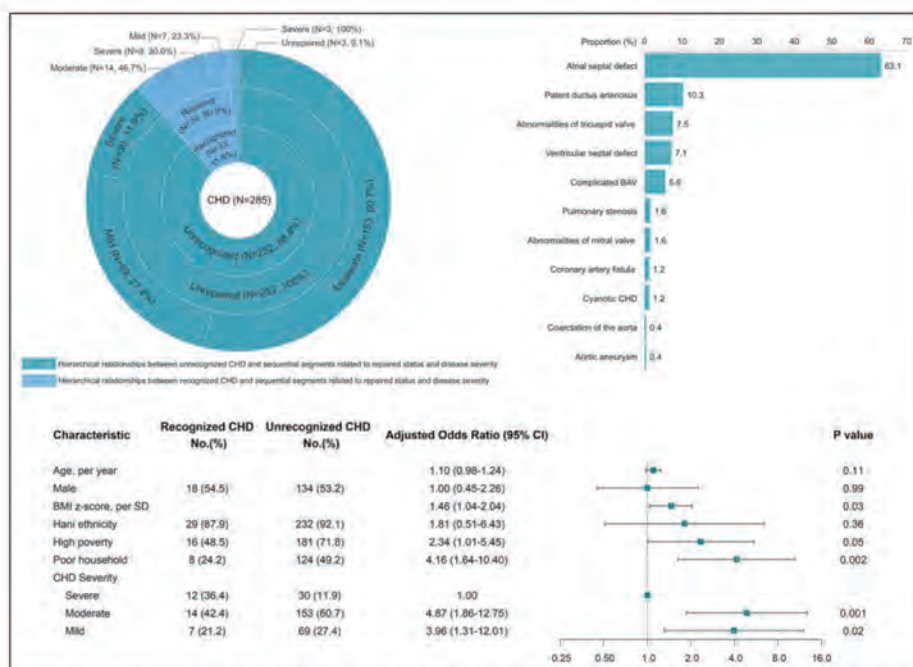 Mild (N=7, 23.3%)
Severe (N=9, 30.0%)
Moderate (N=14, 46.7%)
Severe (N=3, 100%)
Unrepaired (N=3, 9.1%)
Severe (N=30, 11.9%)
CHD (N=285)
Unrecognized (N=252, 88.4%)
Unrepaired (N=252, 100%)
Mild (N=69, 27.4%)
Moderate (N=153, 60.7%)
Hierarchical relationships between unrecognized CHD and sequential segments related to repaired status and disease severity
Hierarchical relationships between recognized CHD and sequential segments related to repaired status and disease severity
Proportion (%) 0 10 20 30 40 50 60 70
Atrial septal defect 63.1
Patent ductus arteriosus 10.3
Abnormalities of tricuspid valve 7.5
Ventricular septal defect 7.1
Complicated BAV
Pulmonary stenosis 1.6
Abnormalities of mitral valve 1.6
Coronary artery fistula 1.2
Cyanotic CHD 1.2
Coarctation of the aorta 0.4
Aortic aneurysm 0.4
Characteristic Recognized CHD No.(%) Unrecognized CHD No.(%) Adjusted Odds Ratio (95% CI) P value
Age, per year 1.10 (0.98-1.24) 0.11
Male 18 (54.5) 134 (53.2) 1.00 (0.45-2.26) 0.99
BMI z-score, per SD 1.46 (1.04-2.04) 0.03
Hani ethnicity 29 (87.9) 232 (92.1) 1.81 (0.51-6.43) 0.36
High poverty 16 (48.5) 181 (71.8) 2.34 (1.01-5.45) 0.05
Poor household 8 (24.2) 124 (49.2) 4.16 (1.64-10.40) 0.002
CHD Severity
Severe 12 (36.4) 30 (11.9) 1.00
Moderate 14 (42.4) 153 (60.7) 4.87 (1.86-12.75) 0.001
Mild 7 (21.2) 69 (27.4) 3.96 (1.31-12.01) 0.02
0.25 0.50 1.0 2.0 4.0 8.0 16.0